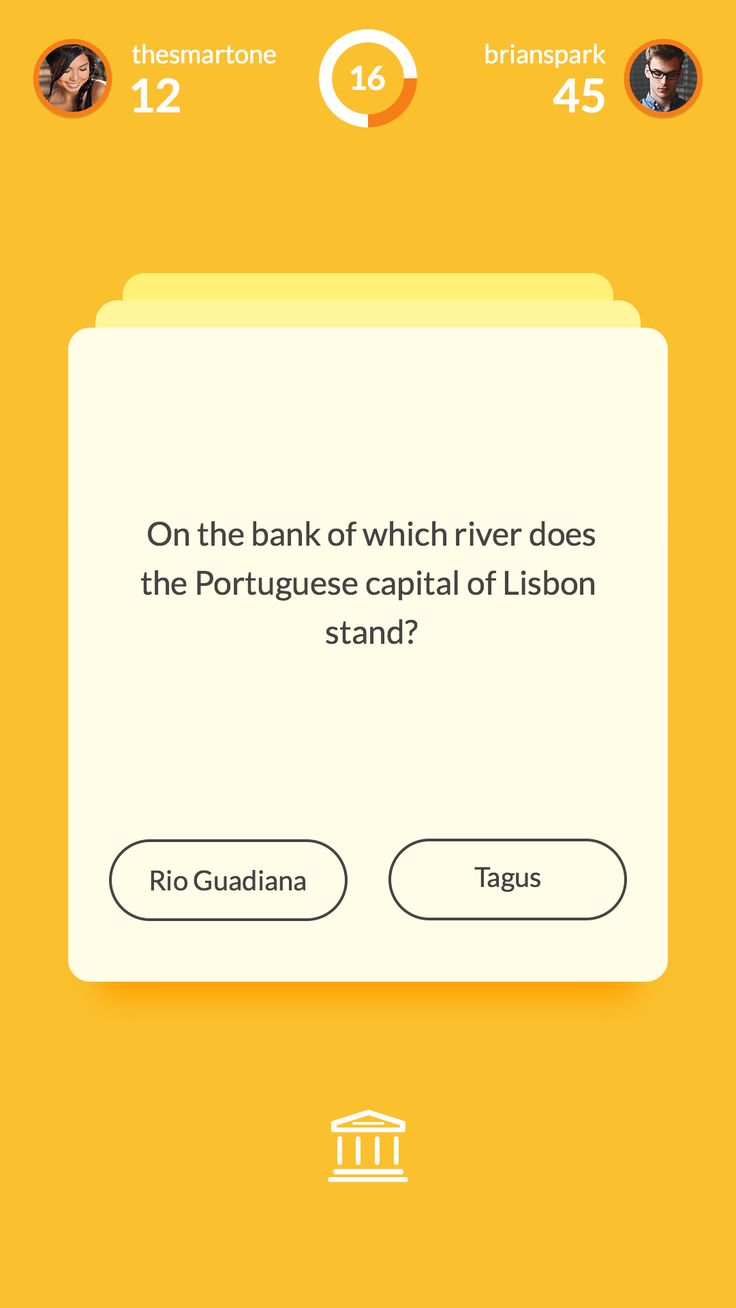 thesmartone
12
16
brianspark
45
On the bank of which river does
the Portuguese capital of Lisbon
stand?
Rio Guadiana
Tagus